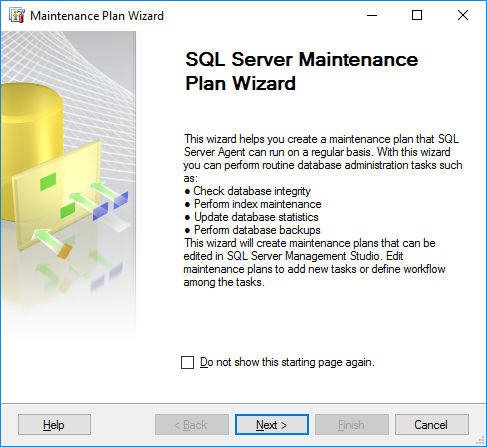 Maintenance Plan Wizard
SQL Server Maintenance
Plan Wizard
This wizard helps you create a maintenance plan that SQL
Server Agent can run on a regular basis. With this wizard
you can perform routine database administration tasks such
as:
● Check database integrity
● Perform index maintenance
● Update database statistics
● Perform database backups
This wizard will create maintenance plans that can be
edited in SQL Server Management Studio. Edit
maintenance plans to add new tasks or define workflow
among the tasks.
Do not show this starting page again.
Help
< Back
Next >
Finish
Cancel